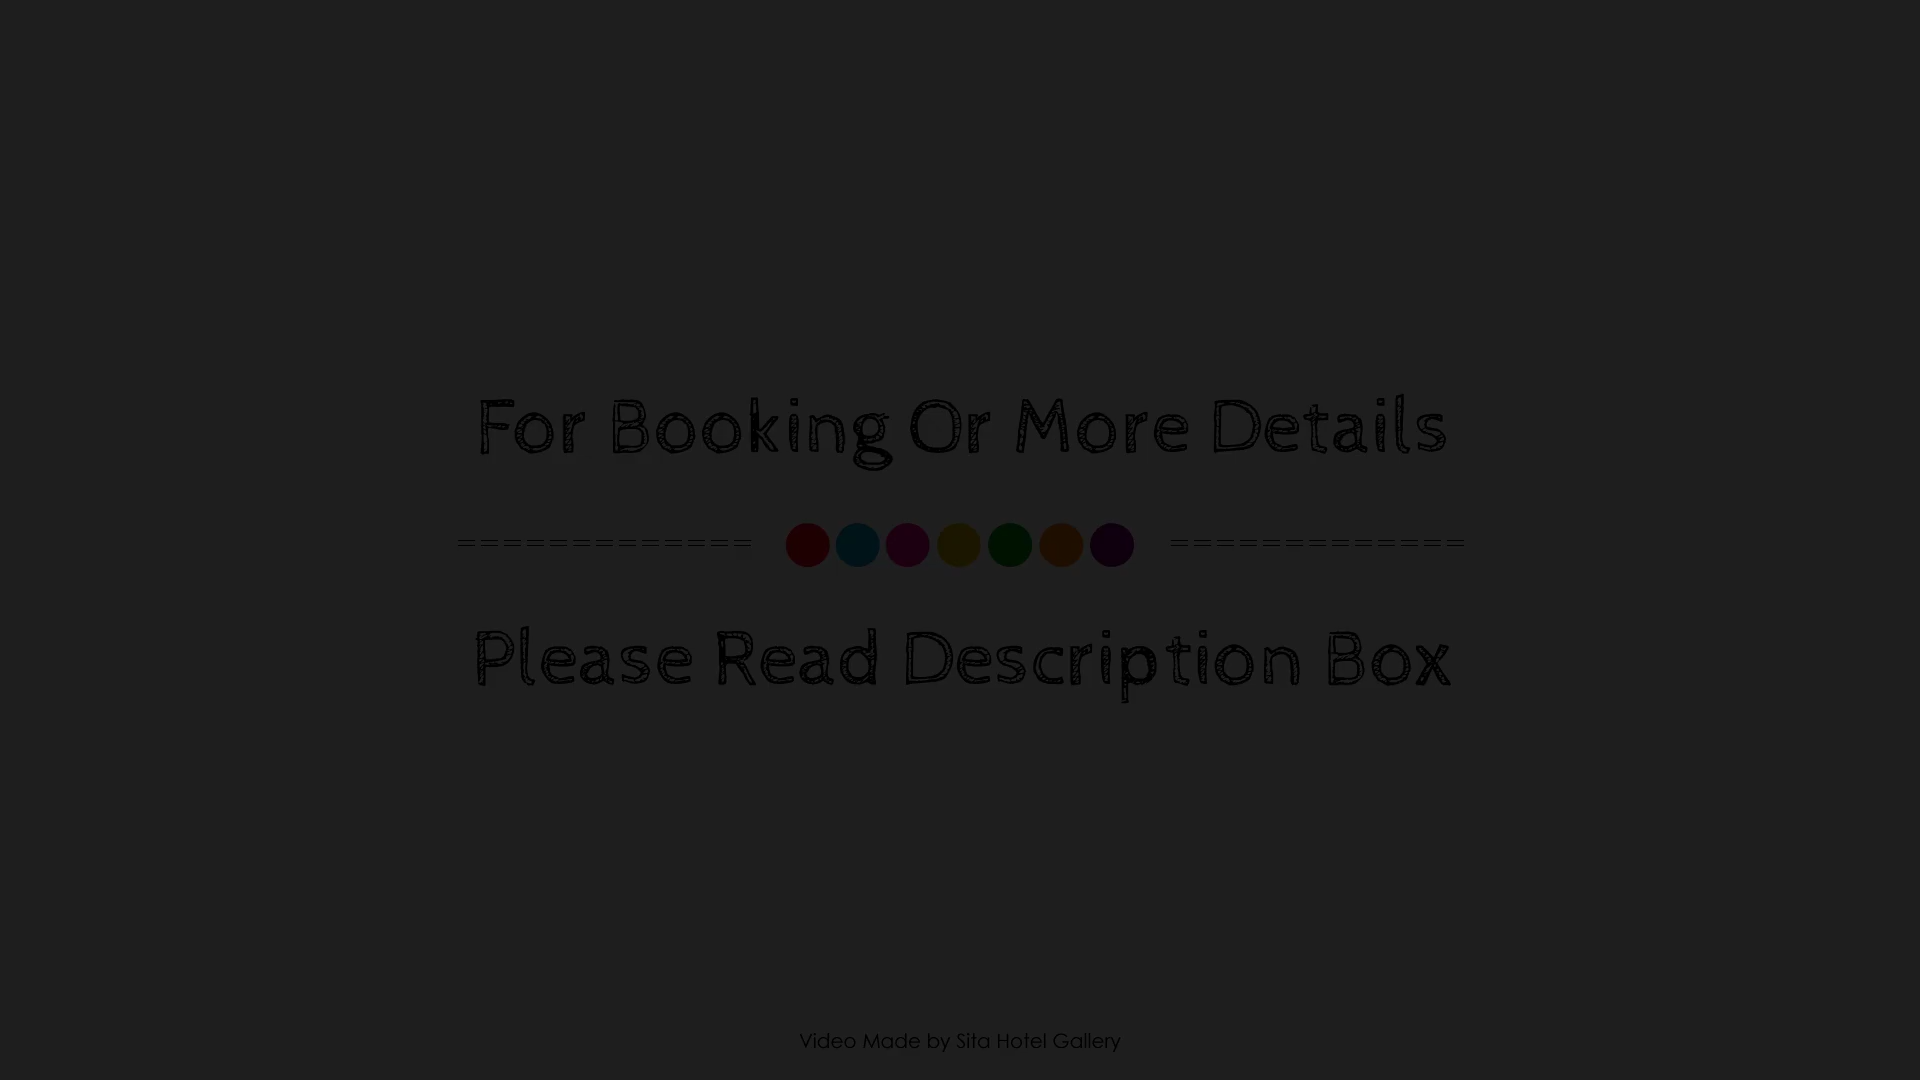 For Booking Or More Details
============= =============
Please Read Description Box
Video Made by Sita Hotel Gallery